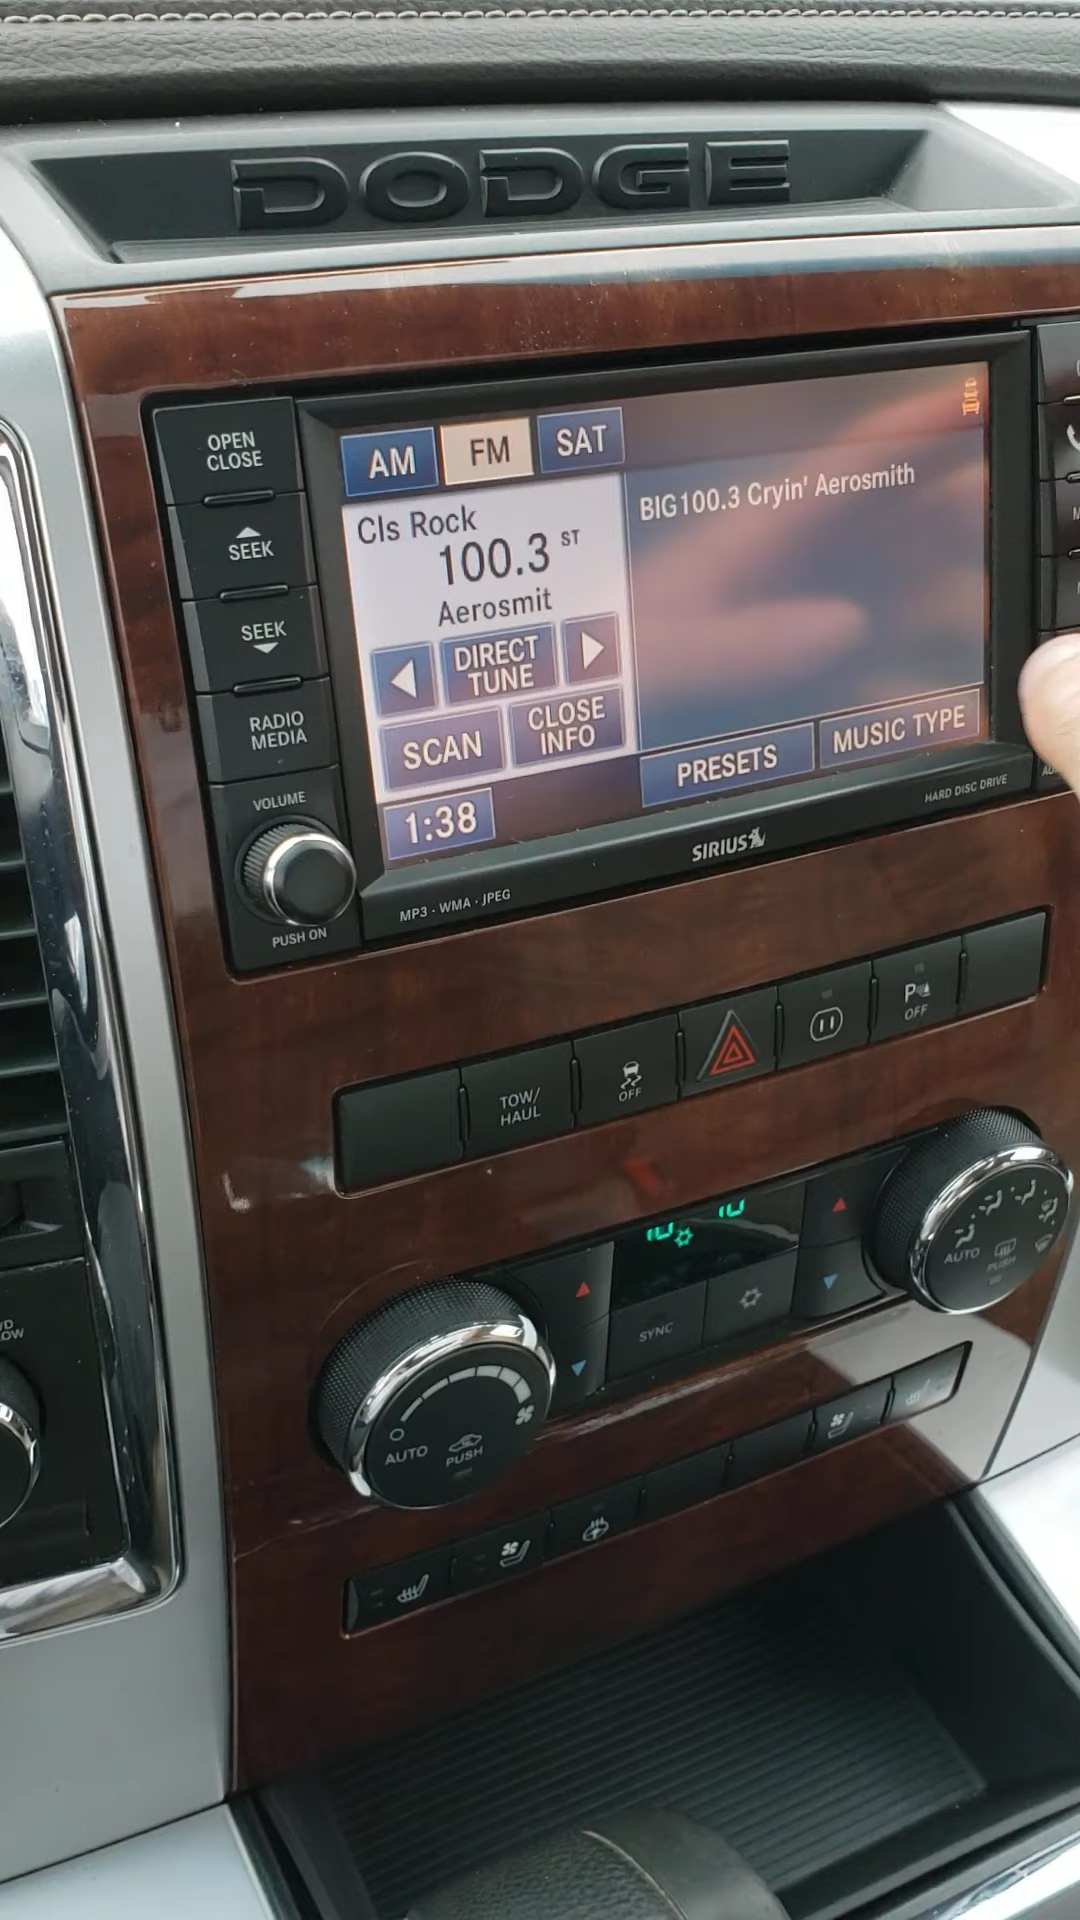 DODGE
OPEN
CLOSE
SEEK
SEEK
RADIO
MEDIA
VOLUME
PUSH ON
AM FM SAT
Cls Rock
100.3 ST
Aerosmit
DIRECT
TUNE
SCAN
CLOSE
INFO
1:38
BIG100.3 Cryin' Aerosmith
PRESETS
MUSIC TYPE
MP3 · WMA · JPEG
SIRIUS
HARD DISC DRIVE
TOW/
HAUL
OFF
P
OFF
SYNC
AUTO
PUSH
AUTO
PUSH